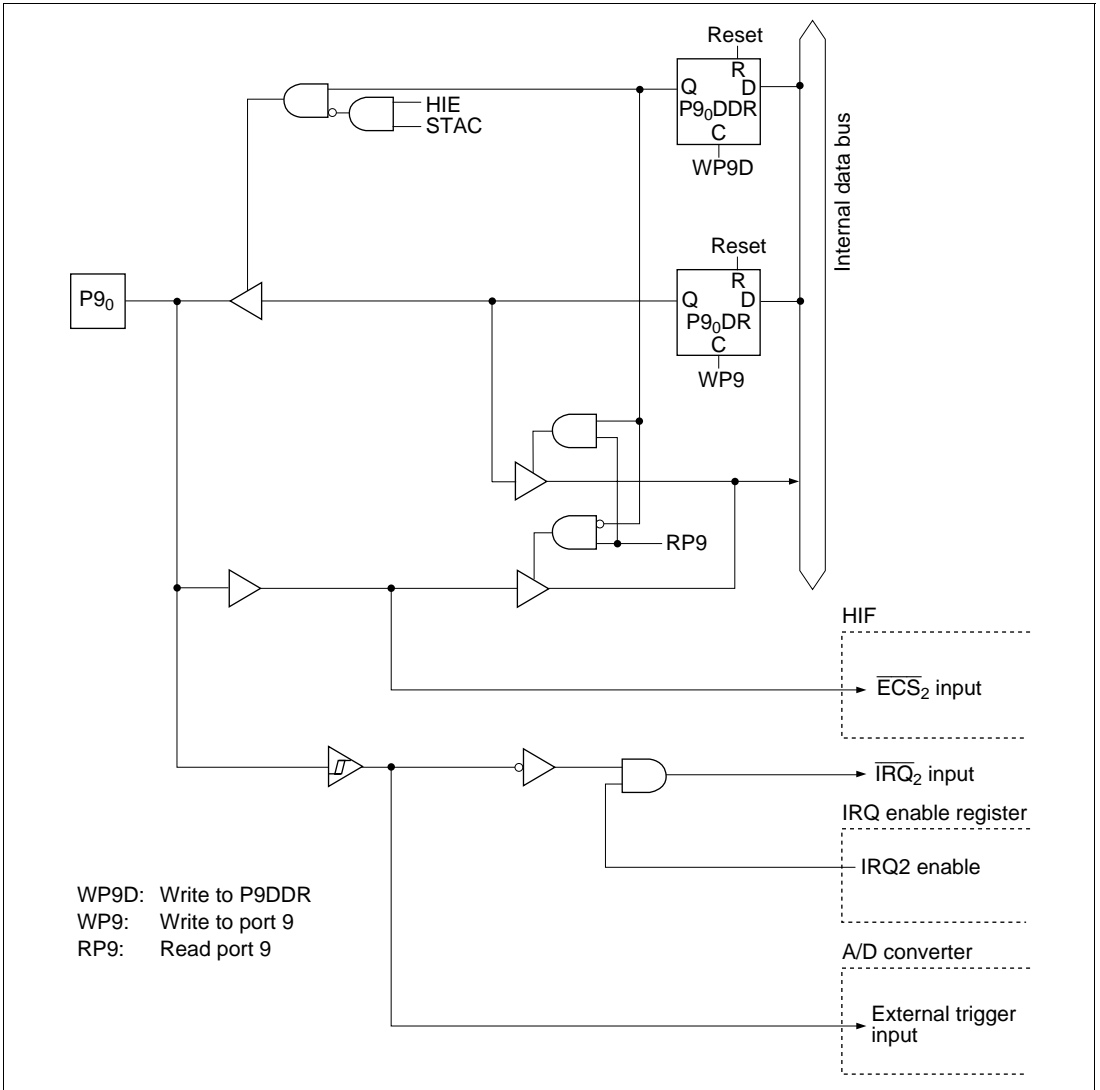 Reset
R
Q
D
P9₀DDR
C
WP9D
HIE
STAC
Internal data bus
Reset
R
Q
D
P9₀DR
C
WP9
P9₀
RP9
HIF
E̅C̅S̅₂ input
I̅R̅Q̅₂ input
IRQ enable register
IRQ2 enable
WP9D: Write to P9DDR
WP9: Write to port 9
RP9: Read port 9
A/D converter
External trigger
input